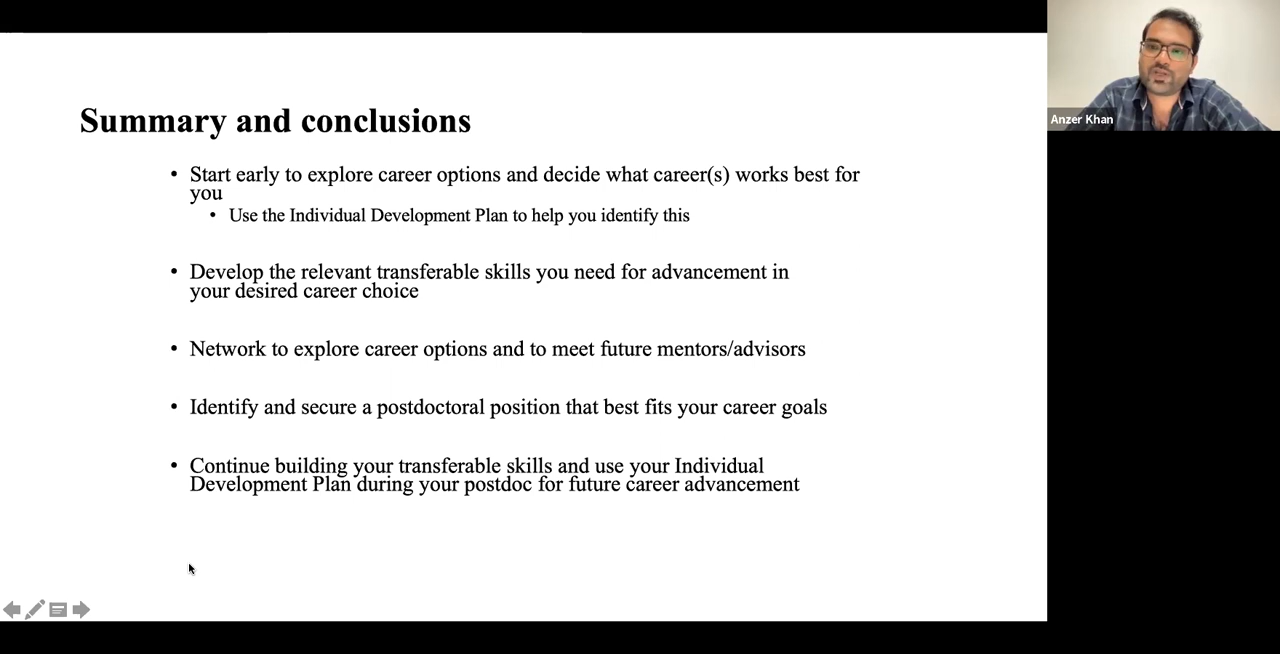 Summary and conclusions
• Start early to explore career options and decide what career(s) works best for
you
• Use the Individual Development Plan to help you identify this
• Develop the relevant transferable skills you need for advancement in
your desired career choice
• Network to explore career options and to meet future mentors/advisors
• Identify and secure a postdoctoral position that best fits your career goals
• Continue building your transferable skills and use your Individual
Development Plan during your postdoc for future career advancement
Anzer Khan